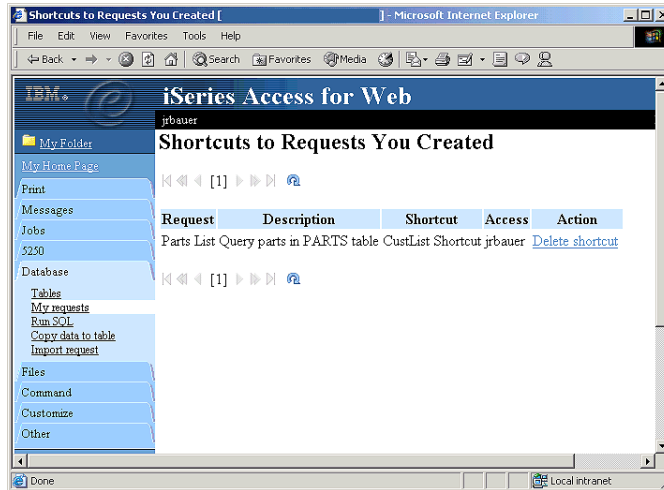 Shortcuts to Requests You Created [ ] - Microsoft Internet Explorer
File Edit View Favorites Tools Help
Back Search Favorites Media
IBM iSeries Access for Web
jrbauer
My Folder
My Home Page
Print
Messages
Jobs
5250
Database
Tables
My requests
Run SQL
Copy data to table
Import request
Files
Command
Customize
Other
Shortcuts to Requests You Created
[1]
Request Description Shortcut Access Action
Parts List Query parts in PARTS table CustList Shortcut jrbauer Delete shortcut
[1]
Done Local intranet